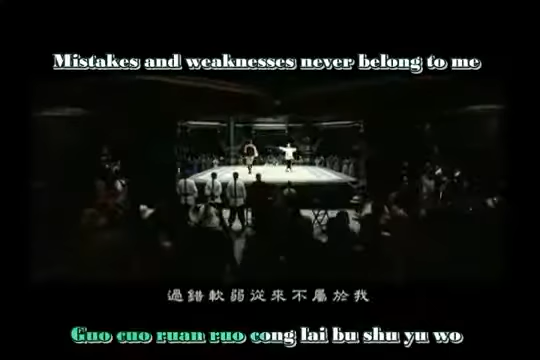 Mistakes and weaknesses never belong to me
過錯軟弱從來不屬於我
Guo cuo ruan ruo cong lai bu shu yu wo